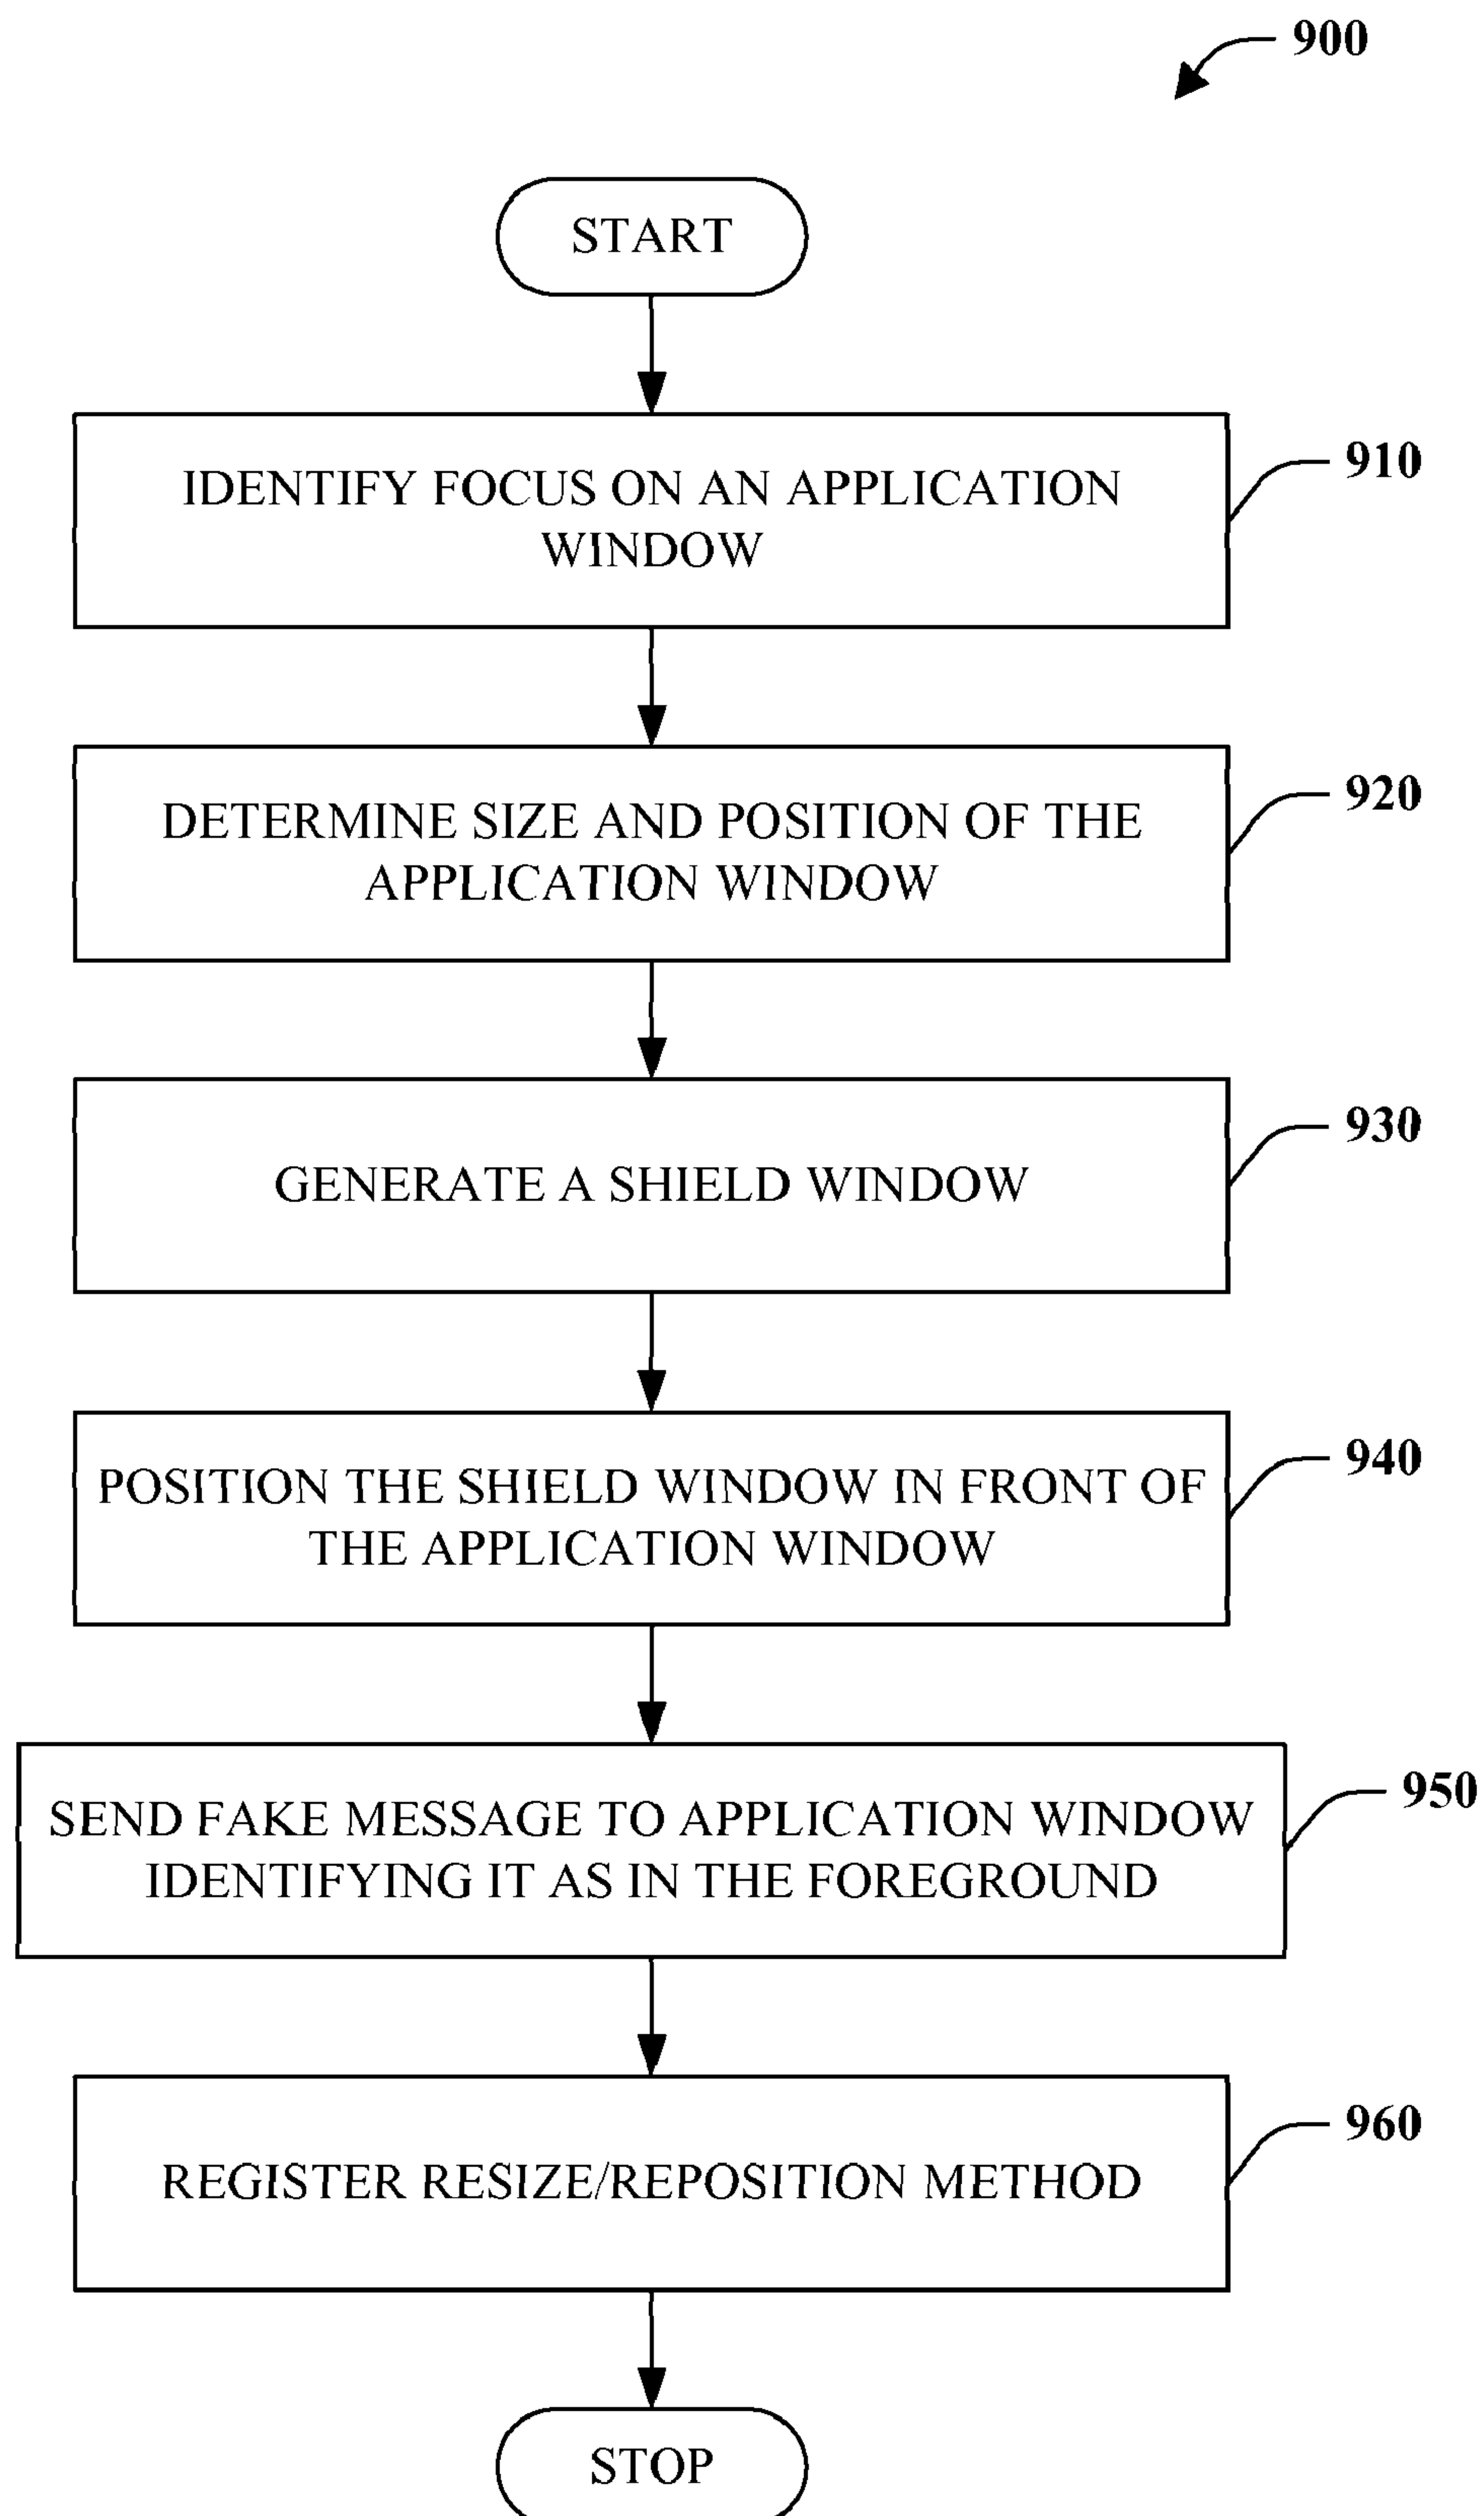 900
START
IDENTIFY FOCUS ON AN APPLICATION
WINDOW
910
DETERMINE SIZE AND POSITION OF THE
APPLICATION WINDOW
920
GENERATE A SHIELD WINDOW
930
POSITION THE SHIELD WINDOW IN FRONT OF
THE APPLICATION WINDOW
940
SEND FAKE MESSAGE TO APPLICATION WINDOW
IDENTIFYING IT AS IN THE FOREGROUND
950
REGISTER RESIZE/REPOSITION METHOD
960
STOP